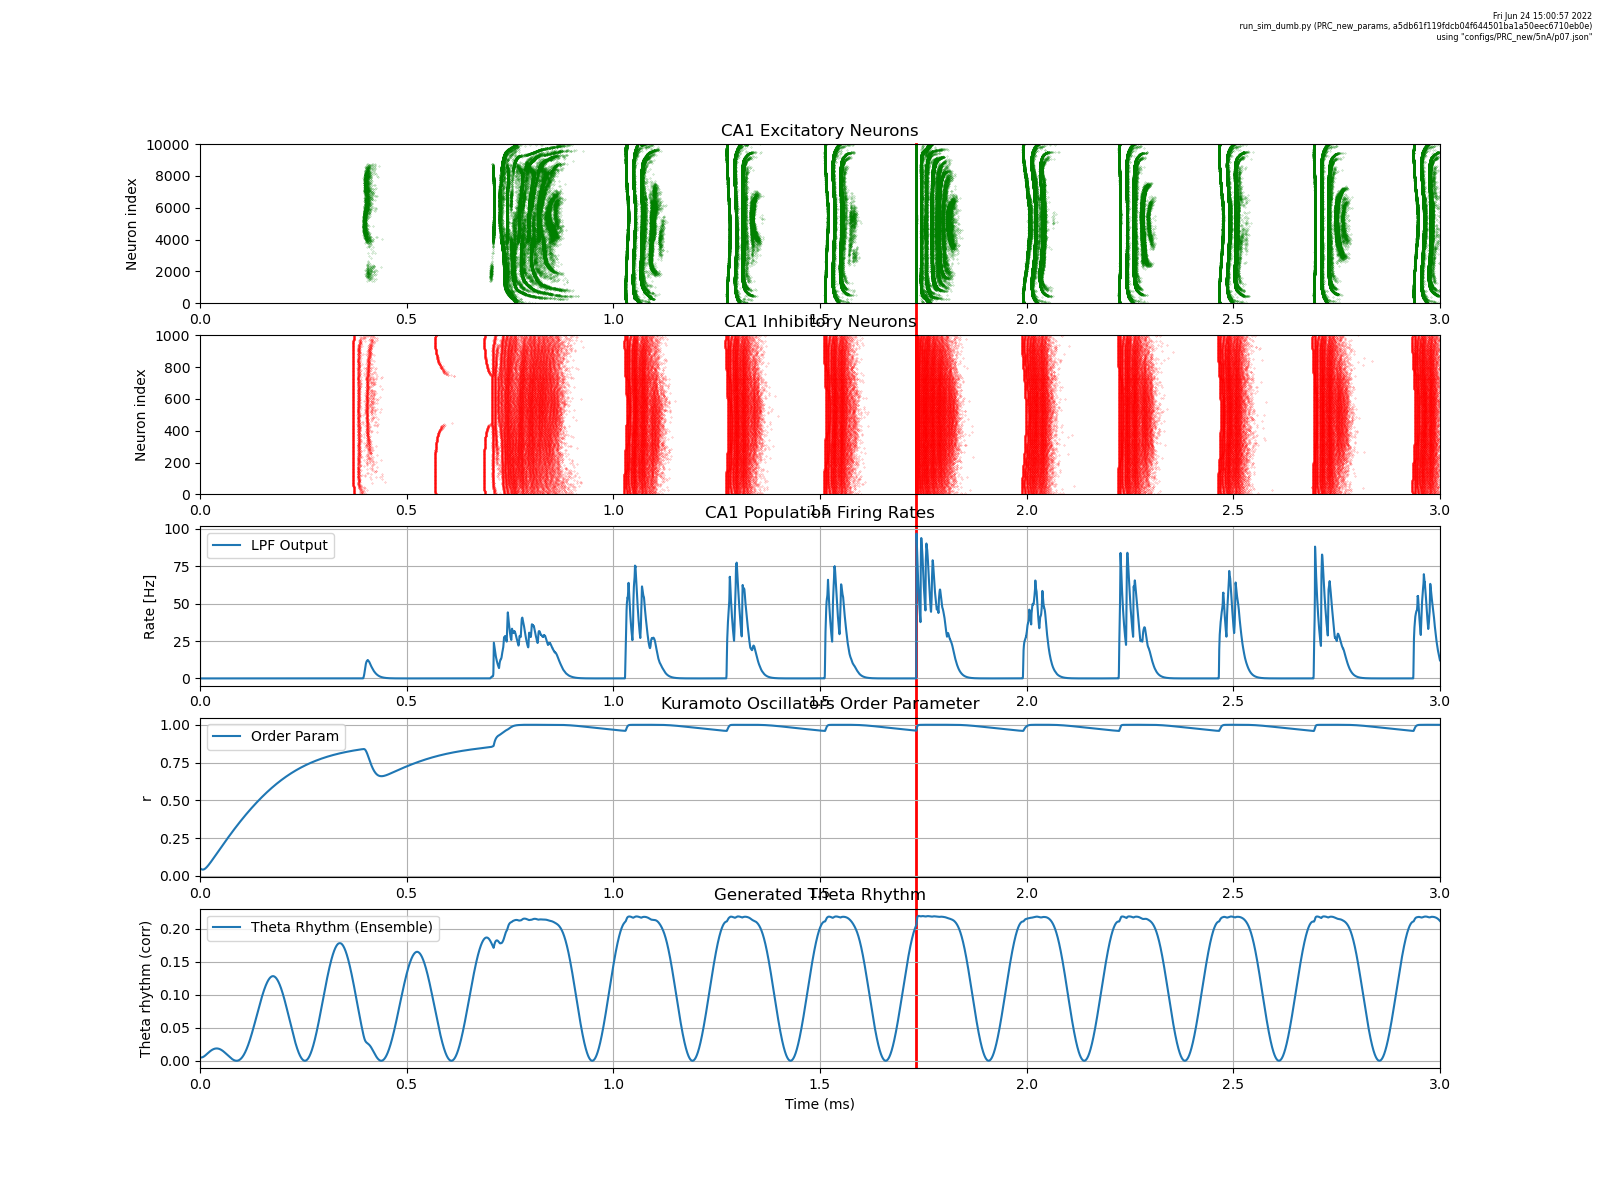 Fri Jun 24 15:00:57 2022
run_sim_dumb.py (PRC_new_params, a5db61f119fdcb04f644501ba1a50eec6710eb0e)
using "configs/PRC_new/5nA/p07.json"
CA1 Excitatory Neurons
Neuron index
10000
8000
6000
4000
2000
0
0.0 0.5 1.0 1.5 2.0 2.5 3.0
CA1 Inhibitory Neurons
Neuron index
1000
800
600
400
200
0
0.0 0.5 1.0 1.5 2.0 2.5 3.0
CA1 Population Firing Rates
Rate [Hz]
100
75
50
25
0
LPF Output
0.0 0.5 1.0 1.5 2.0 2.5 3.0
Kuramoto Oscillators Order Parameter
r
1.00
0.75
0.50
0.25
0.00
Order Param
0.0 0.5 1.0 1.5 2.0 2.5 3.0
Generated Theta Rhythm
Theta rhythm (corr)
0.20
0.15
0.10
0.05
0.00
Theta Rhythm (Ensemble)
0.0 0.5 1.0 1.5 2.0 2.5 3.0
Time (ms)